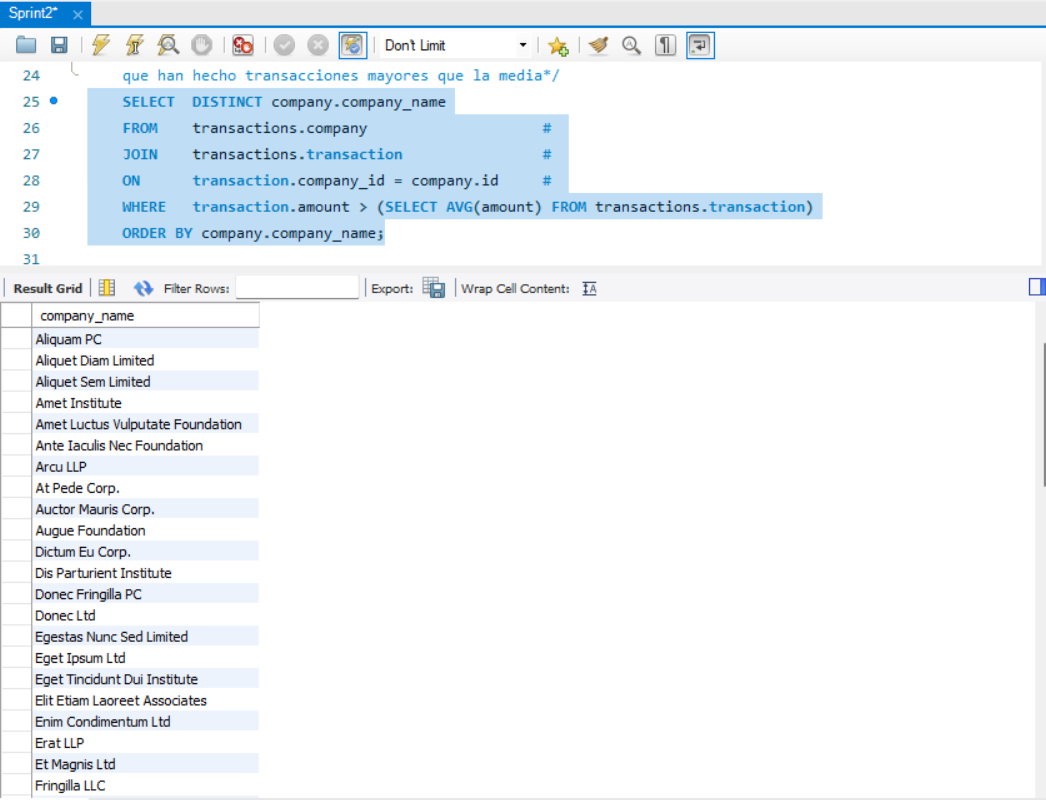 Sprint2*
Don't Limit
24 que han hecho transacciones mayores que la media*/
25 SELECT DISTINCT company.company_name
26 FROM transactions.company #
27 JOIN transactions.transaction #
28 ON transaction.company_id = company.id #
29 WHERE transaction.amount > (SELECT AVG(amount) FROM transactions.transaction)
30 ORDER BY company.company_name;
31
Result Grid Filter Rows: Export: Wrap Cell Content:
company_name
Aliquam PC
Aliquet Diam Limited
Aliquet Sem Limited
Amet Institute
Amet Luctus Vulputate Foundation
Ante Iaculis Nec Foundation
Arcu LLP
At Pede Corp.
Auctor Mauris Corp.
Augue Foundation
Dictum Eu Corp.
Dis Parturient Institute
Donec Fringilla PC
Donec Ltd
Egestas Nunc Sed Limited
Eget Ipsum Ltd
Eget Tincidunt Dui Institute
Elit Etiam Laoreet Associates
Enim Condimentum Ltd
Erat LLP
Et Magnis Ltd
Fringilla LLC